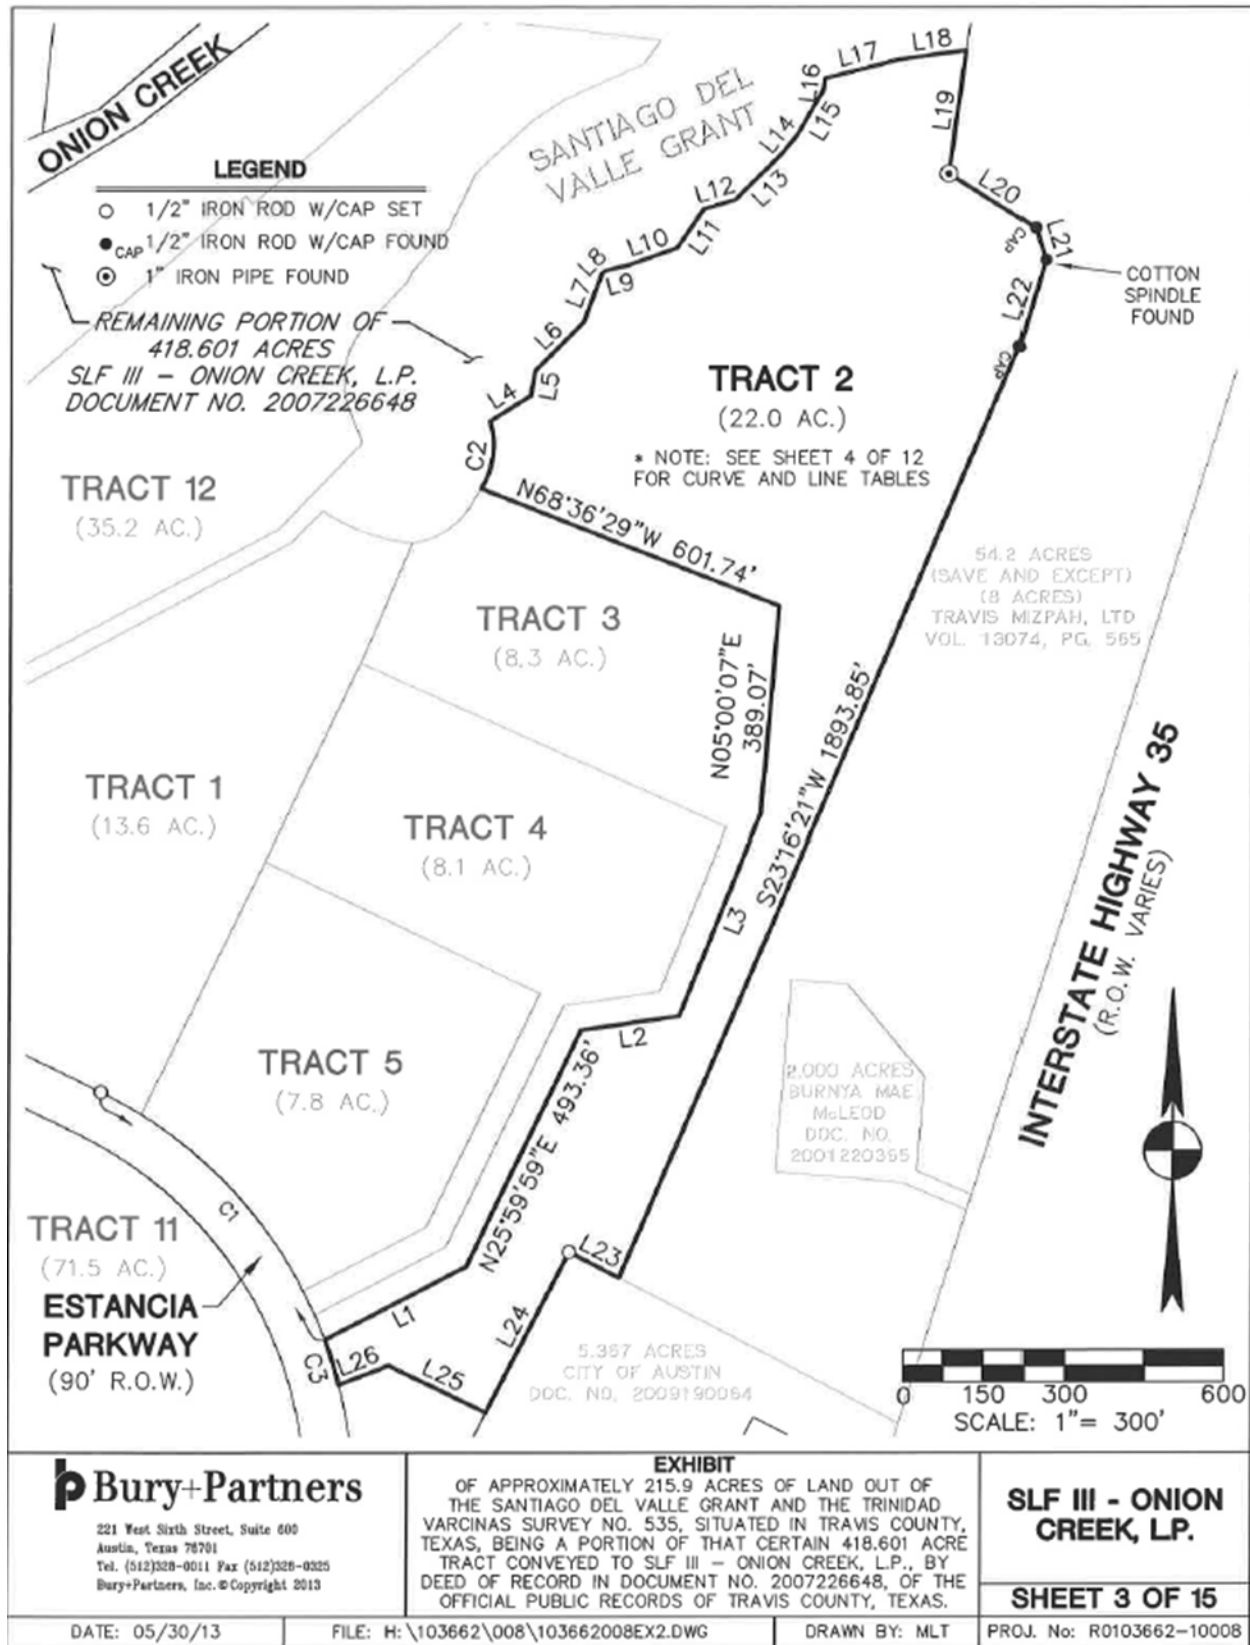 ONION CREEK
SANTIAGO DEL
VALLE GRANT
LEGEND
1/2" IRON ROD W/CAP SET
CAP 1/2" IRON ROD W/CAP FOUND
1" IRON PIPE FOUND
REMAINING PORTION OF
418.601 ACRES
SLF III – ONION CREEK, L.P.
DOCUMENT NO. 2007226648
L4
L5
L6
L7
L8
L9
L10
L11
L12
L13
L14
L15
L16
L17
L18
L19
L20
CAP
L21
COTTON
SPINDLE
FOUND
L22
CAP
TRACT 2
(22.0 AC.)
* NOTE: SEE SHEET 4 OF 12
FOR CURVE AND LINE TABLES
C2
N68°36'29"W 601.74'
TRACT 12
(35.2 AC.)
54.2 ACRES
(SAVE AND EXCEPT)
(8 ACRES)
TRAVIS MIZPAH, LTD
VOL. 13074, PG. 565
TRACT 3
(8.3 AC.)
N05°00'07"E
389.07'
S23°16'21"W 1893.85'
TRACT 1
(13.6 AC.)
TRACT 4
(8.1 AC.)
L3
INTERSTATE HIGHWAY 35
(R.O.W. VARIES)
L2
TRACT 5
(7.8 AC.)
N25°59'59"E 493.36'
2.000 ACRES
BURNYA MAE
McLEOD
DOC. NO.
2001220365
C1
TRACT 11
(71.5 AC.)
ESTANCIA
PARKWAY
(90' R.O.W.)
L1
L23
L24
C3
L26
L25
5.367 ACRES
CITY OF AUSTIN
DOC. NO. 2009190064
0 150 300 600
SCALE: 1"= 300'
Bury+Partners
221 West Sixth Street, Suite 600
Austin, Texas 78701
Tel. (512)328-0011 Fax (512)328-0325
Bury+Partners, Inc. © Copyright 2013
EXHIBIT
OF APPROXIMATELY 215.9 ACRES OF LAND OUT OF
THE SANTIAGO DEL VALLE GRANT AND THE TRINIDAD
VARCINAS SURVEY NO. 535, SITUATED IN TRAVIS COUNTY,
TEXAS, BEING A PORTION OF THAT CERTAIN 418.601 ACRE
TRACT CONVEYED TO SLF III – ONION CREEK, L.P., BY
DEED OF RECORD IN DOCUMENT NO. 2007226648, OF THE
OFFICIAL PUBLIC RECORDS OF TRAVIS COUNTY, TEXAS.
SLF III - ONION
CREEK, L.P.
SHEET 3 OF 15
DATE: 05/30/13
FILE: H:\103662\008\103662008EX2.DWG
DRAWN BY: MLT
PROJ. No: R0103662-10008